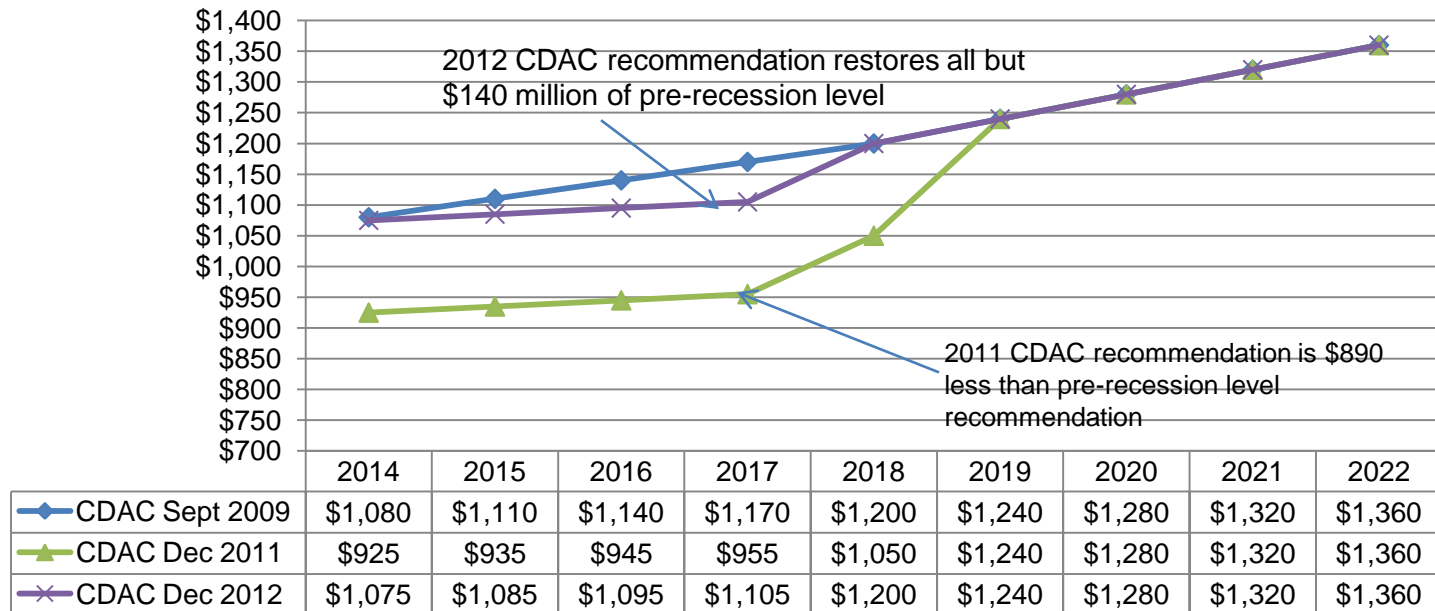 $1,400
$1,350
$1,300
$1,250
$1,200
$1,150
$1,100
$1,050
$1,000
$950
$900
$850
$800
$750
$700
2012 CDAC recommendation restores all but
$140 million of pre-recession level
2011 CDAC recommendation is $890
less than pre-recession level
recommendation
2014 2015 2016 2017 2018 2019 2020 2021 2022
CDAC Sept 2009 $1,080 $1,110 $1,140 $1,170 $1,200 $1,240 $1,280 $1,320 $1,360
CDAC Dec 2011 $925 $935 $945 $955 $1,050 $1,240 $1,280 $1,320 $1,360
CDAC Dec 2012 $1,075 $1,085 $1,095 $1,105 $1,200 $1,240 $1,280 $1,320 $1,360